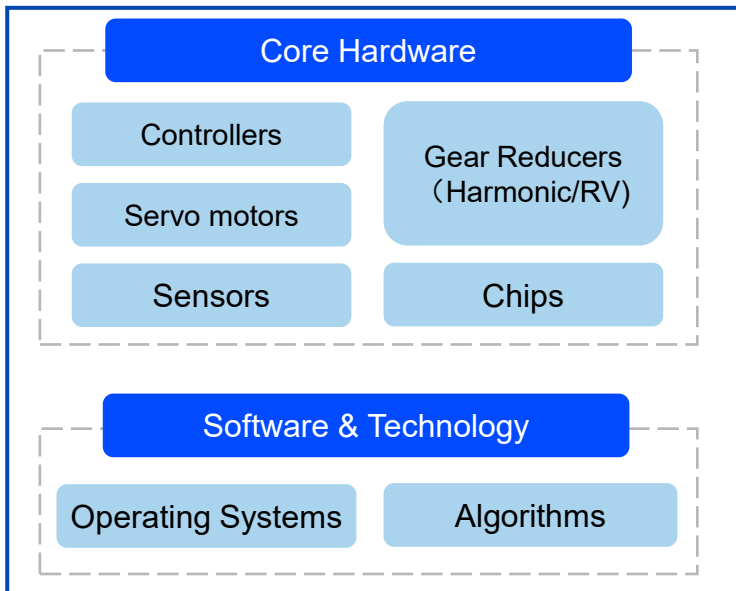 Core Hardware
Controllers
Gear Reducers
（Harmonic/RV)
Servo motors
Sensors
Chips
Software & Technology
Operating Systems
Algorithms